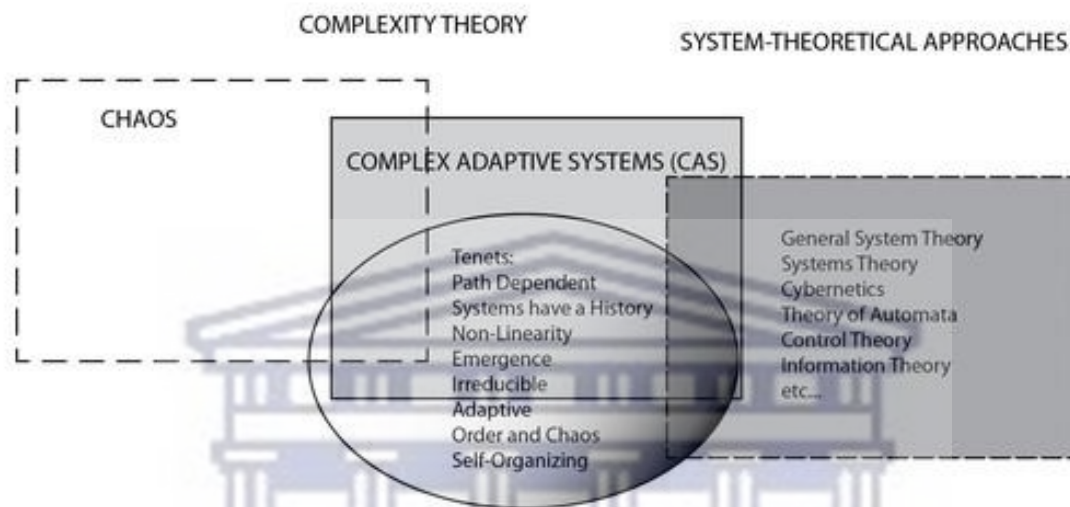 COMPLEXITY THEORY
SYSTEM-THEORETICAL APPROACHES
CHAOS
COMPLEX ADAPTIVE SYSTEMS (CAS)
Tenets:
Path Dependent
Systems have a History
Non-Linearity
Emergence
Irreducible
Adaptive
Order and Chaos
Self-Organizing
General System Theory
Systems Theory
Cybernetics
Theory of Automata
Control Theory
Information Theory
etc...